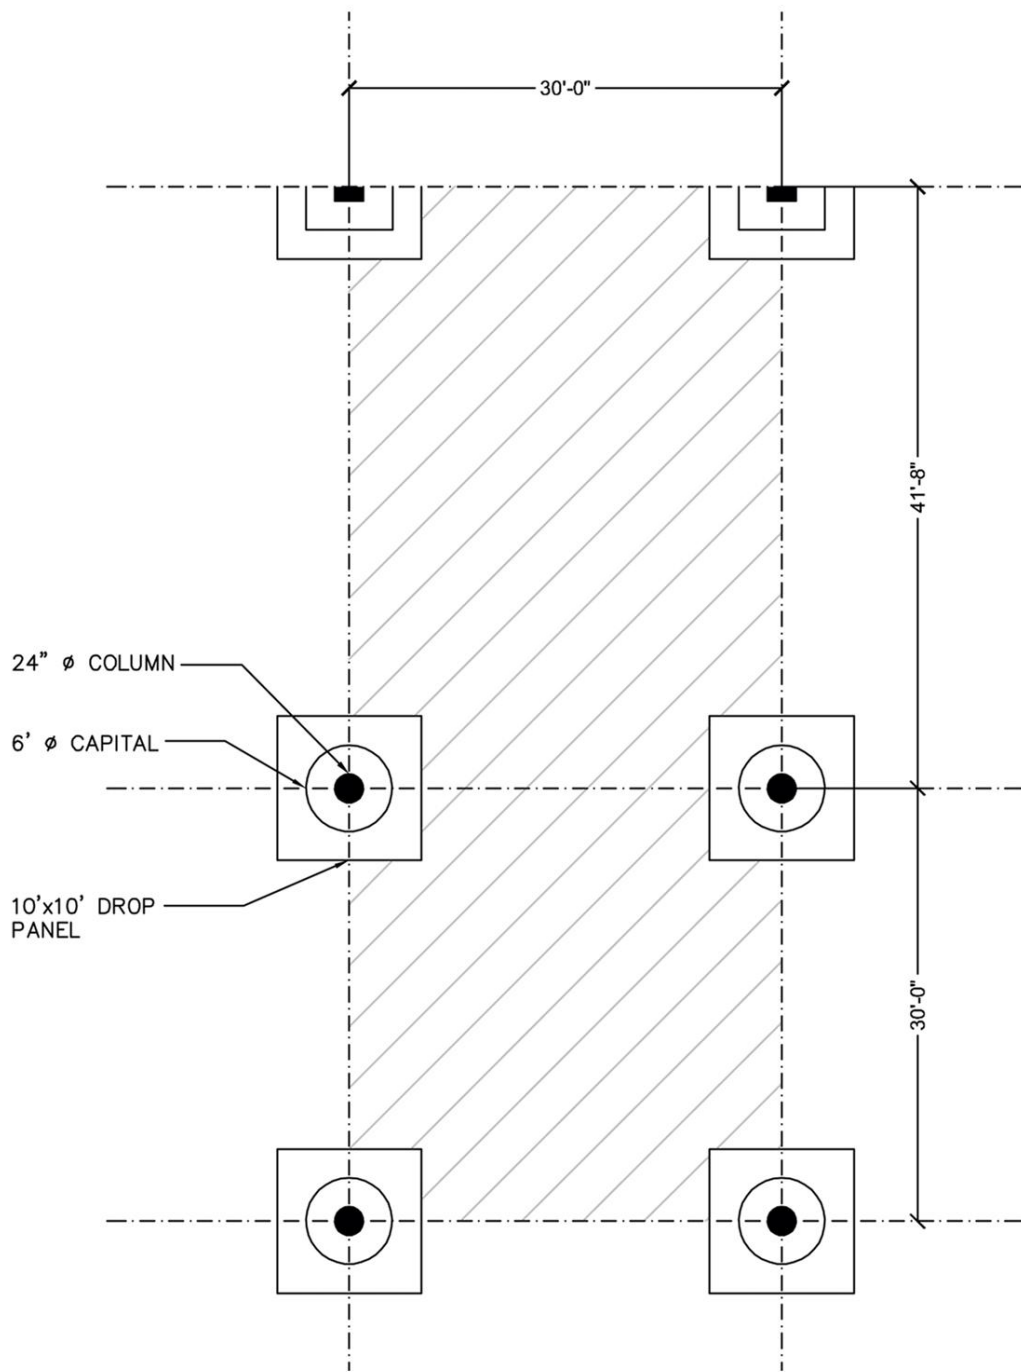 30'-0"
41'-8"
24" ø COLUMN
6' ø CAPITAL
10'x10' DROP
PANEL
30'-0"